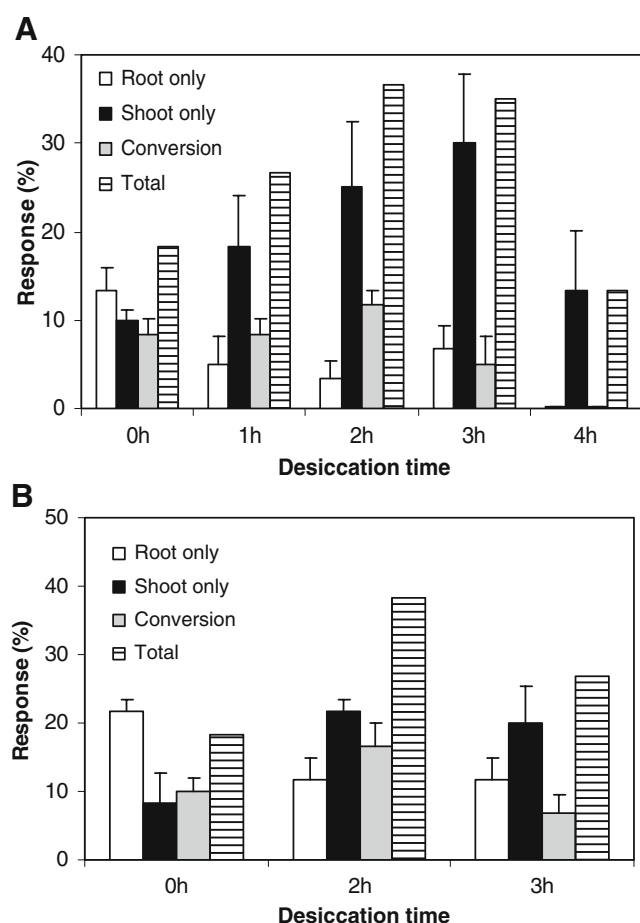 A
40
30
20
10
0
Response (%)
Root only
Shoot only
Conversion
Total
0h 1h 2h 3h 4h
Desiccation time
B
50
40
30
20
10
0
Response (%)
Root only
Shoot only
Conversion
Total
0h 2h 3h
Desiccation time